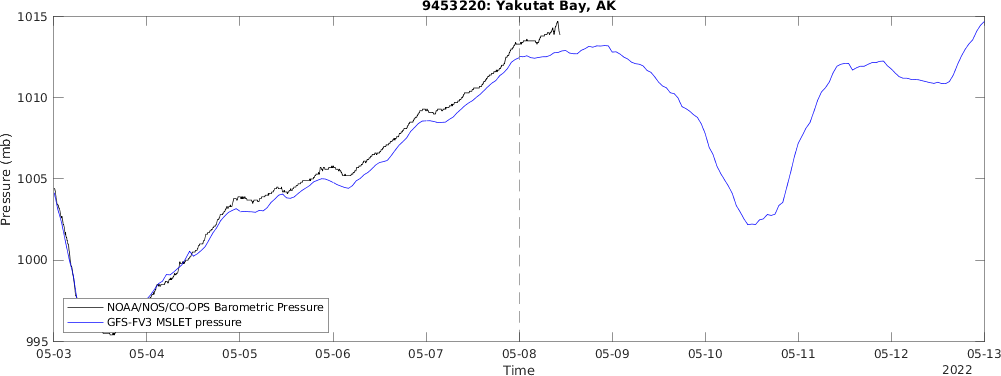 9453220: Yakutat Bay, AK
Pressure (mb)
1015
1010
1005
1000
995
NOAA/NOS/CO-OPS Barometric Pressure
GFS-FV3 MSLET pressure
05-03 05-04 05-05 05-06 05-07 05-08 05-09 05-10 05-11 05-12 05-13
Time
2022